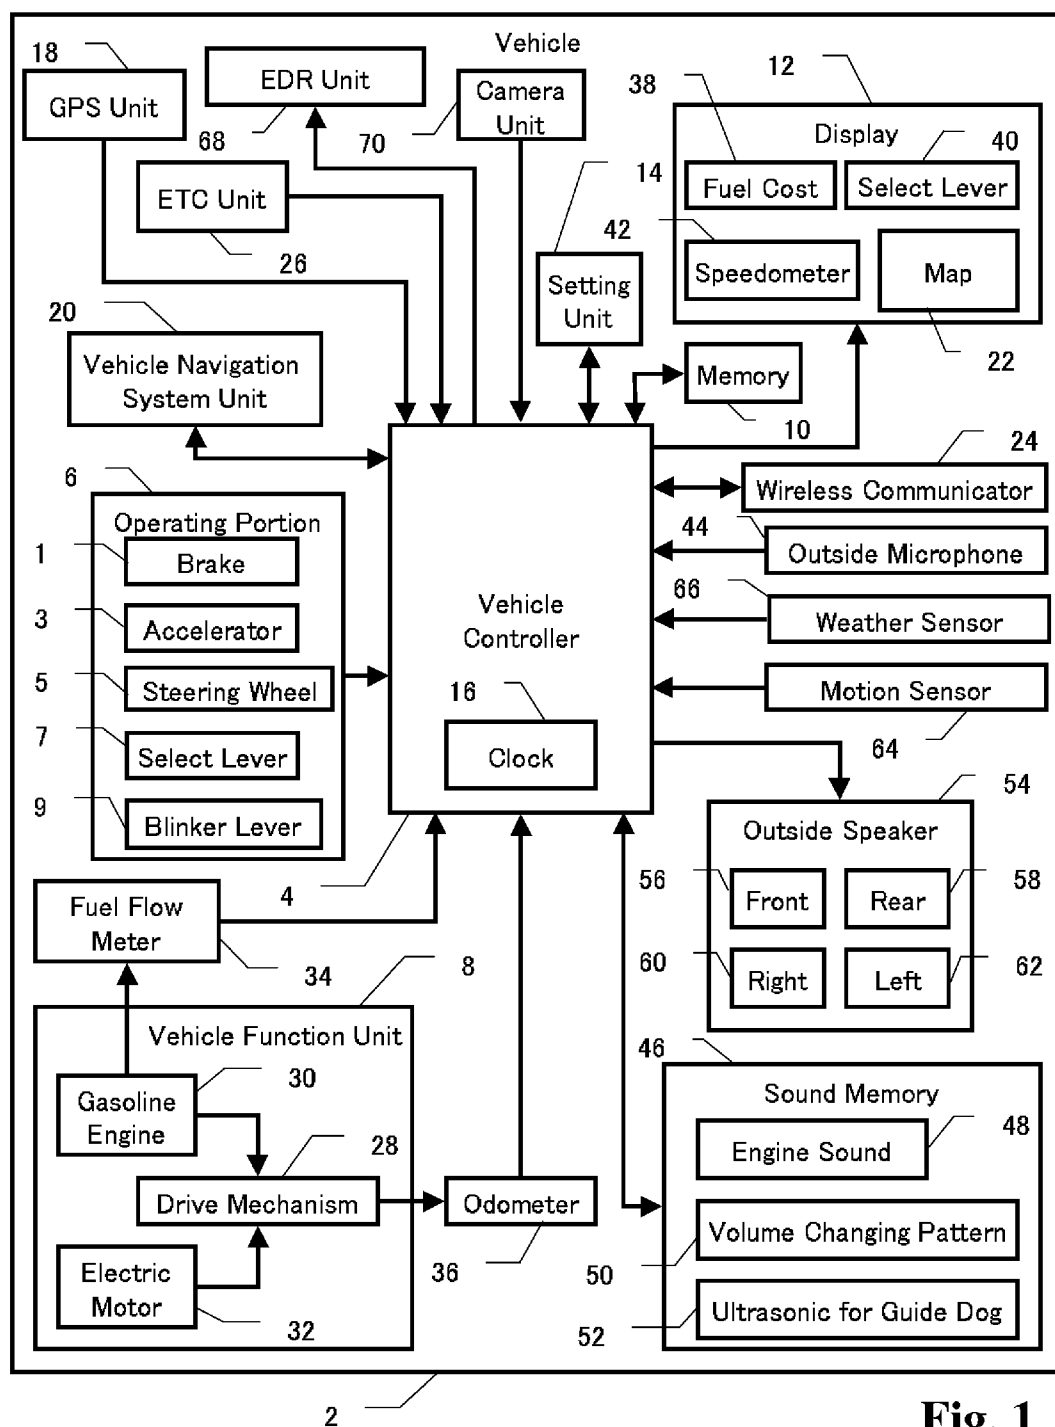 Vehicle
18
GPS Unit
EDR Unit
68
70
Camera
Unit
38
12
Display
40
Fuel Cost
Select Lever
14
42
Speedometer
Map
22
ETC Unit
26
Setting
Unit
20
Vehicle Navigation
System Unit
Memory
10
24
Wireless Communicator
6
Operating Portion
1
Brake
3
Accelerator
5
Steering Wheel
7
Select Lever
9
Blinker Lever
Vehicle
Controller
16
Clock
4
44
Outside Microphone
66
Weather Sensor
Motion Sensor
64
54
Outside Speaker
56
Front
Rear
58
60
Right
Left
62
Fuel Flow
Meter
34
8
Vehicle Function Unit
30
Gasoline
Engine
28
Drive Mechanism
Electric
Motor
32
Odometer
36
46
Sound Memory
48
Engine Sound
Volume Changing Pattern
50
Ultrasonic for Guide Dog
52
2
Fig. 1